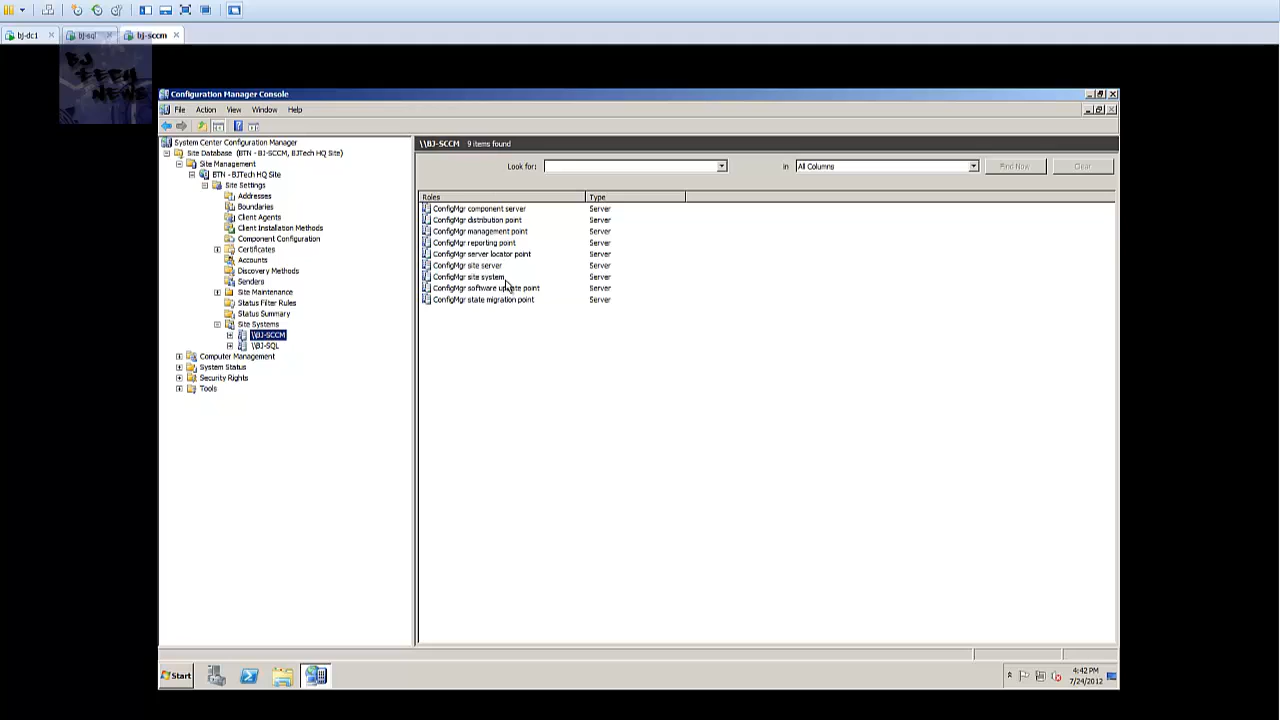 bj-dc1
bj-sql
bj-sccm
BJ
TECH
NEWS
Configuration Manager Console
File Action View Window Help
System Center Configuration Manager
Site Database (BTN - BJ-SCCM, BJTech HQ Site)
Site Management
BTN - BJTech HQ Site
Site Settings
Addresses
Boundaries
Client Agents
Client Installation Methods
Component Configuration
Certificates
Accounts
Discovery Methods
Senders
Site Maintenance
Status Filter Rules
Status Summary
Site Systems
\\BJ-SCCM
\\BJ-SQL
Computer Management
System Status
Security Rights
Tools
\\BJ-SCCM 9 items found
Look for: in All Columns Find Now Clear
Roles Type
ConfigMgr component server Server
ConfigMgr distribution point Server
ConfigMgr management point Server
ConfigMgr reporting point Server
ConfigMgr server locator point Server
ConfigMgr site server Server
ConfigMgr site system Server
ConfigMgr software update point Server
ConfigMgr state migration point Server
Start
4:42 PM
7/24/2012